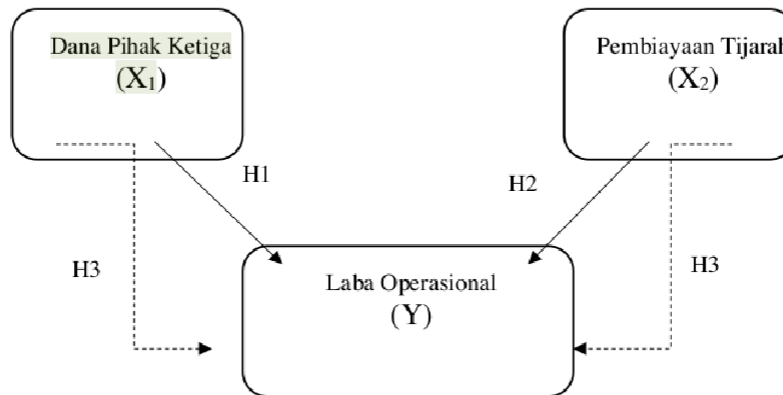 Dana Pihak Ketiga
(X₁)
Pembiayaan Tijarah
(X₂)
H1
H2
H3
H3
Laba Operasional
(Y)